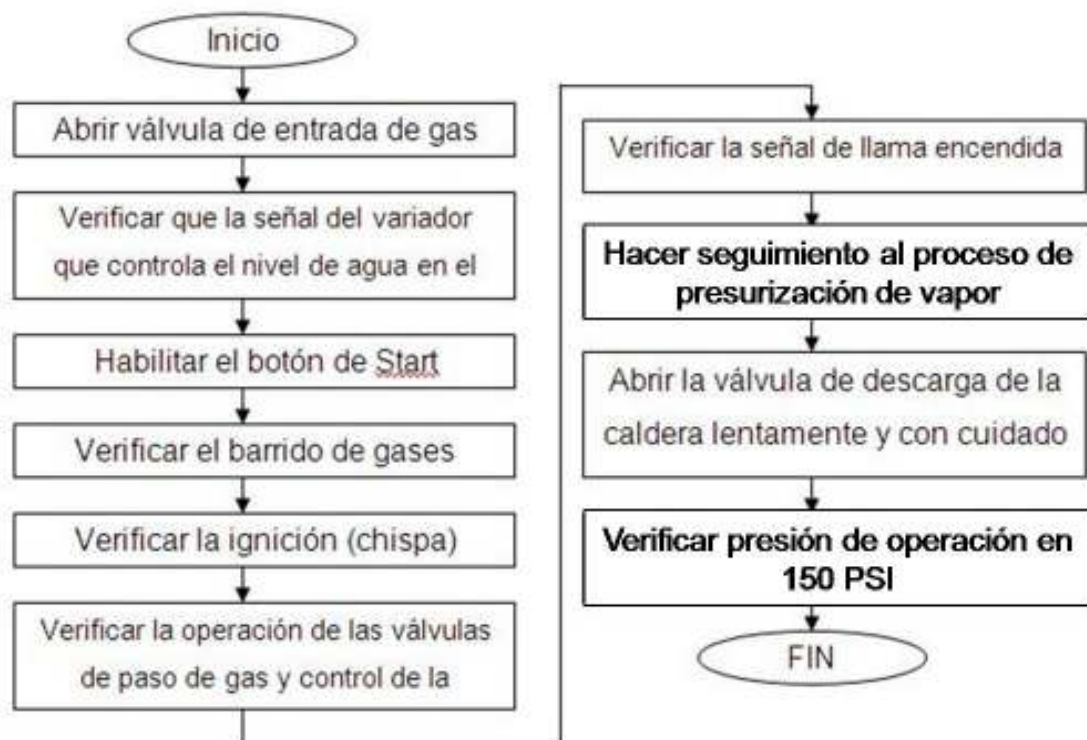 Inicio
Abrir válvula de entrada de gas
Verificar que la señal del variador
que controla el nivel de agua en el
Habilitar el botón de Start
Verificar el barrido de gases
Verificar la ignición (chispa)
Verificar la operación de las válvulas
de paso de gas y control de la
Verificar la señal de llama encendida
Hacer seguimiento al proceso de
presurización de vapor
Abrir la válvula de descarga de la
caldera lentamente y con cuidado
Verificar presión de operación en
150 PSI
FIN